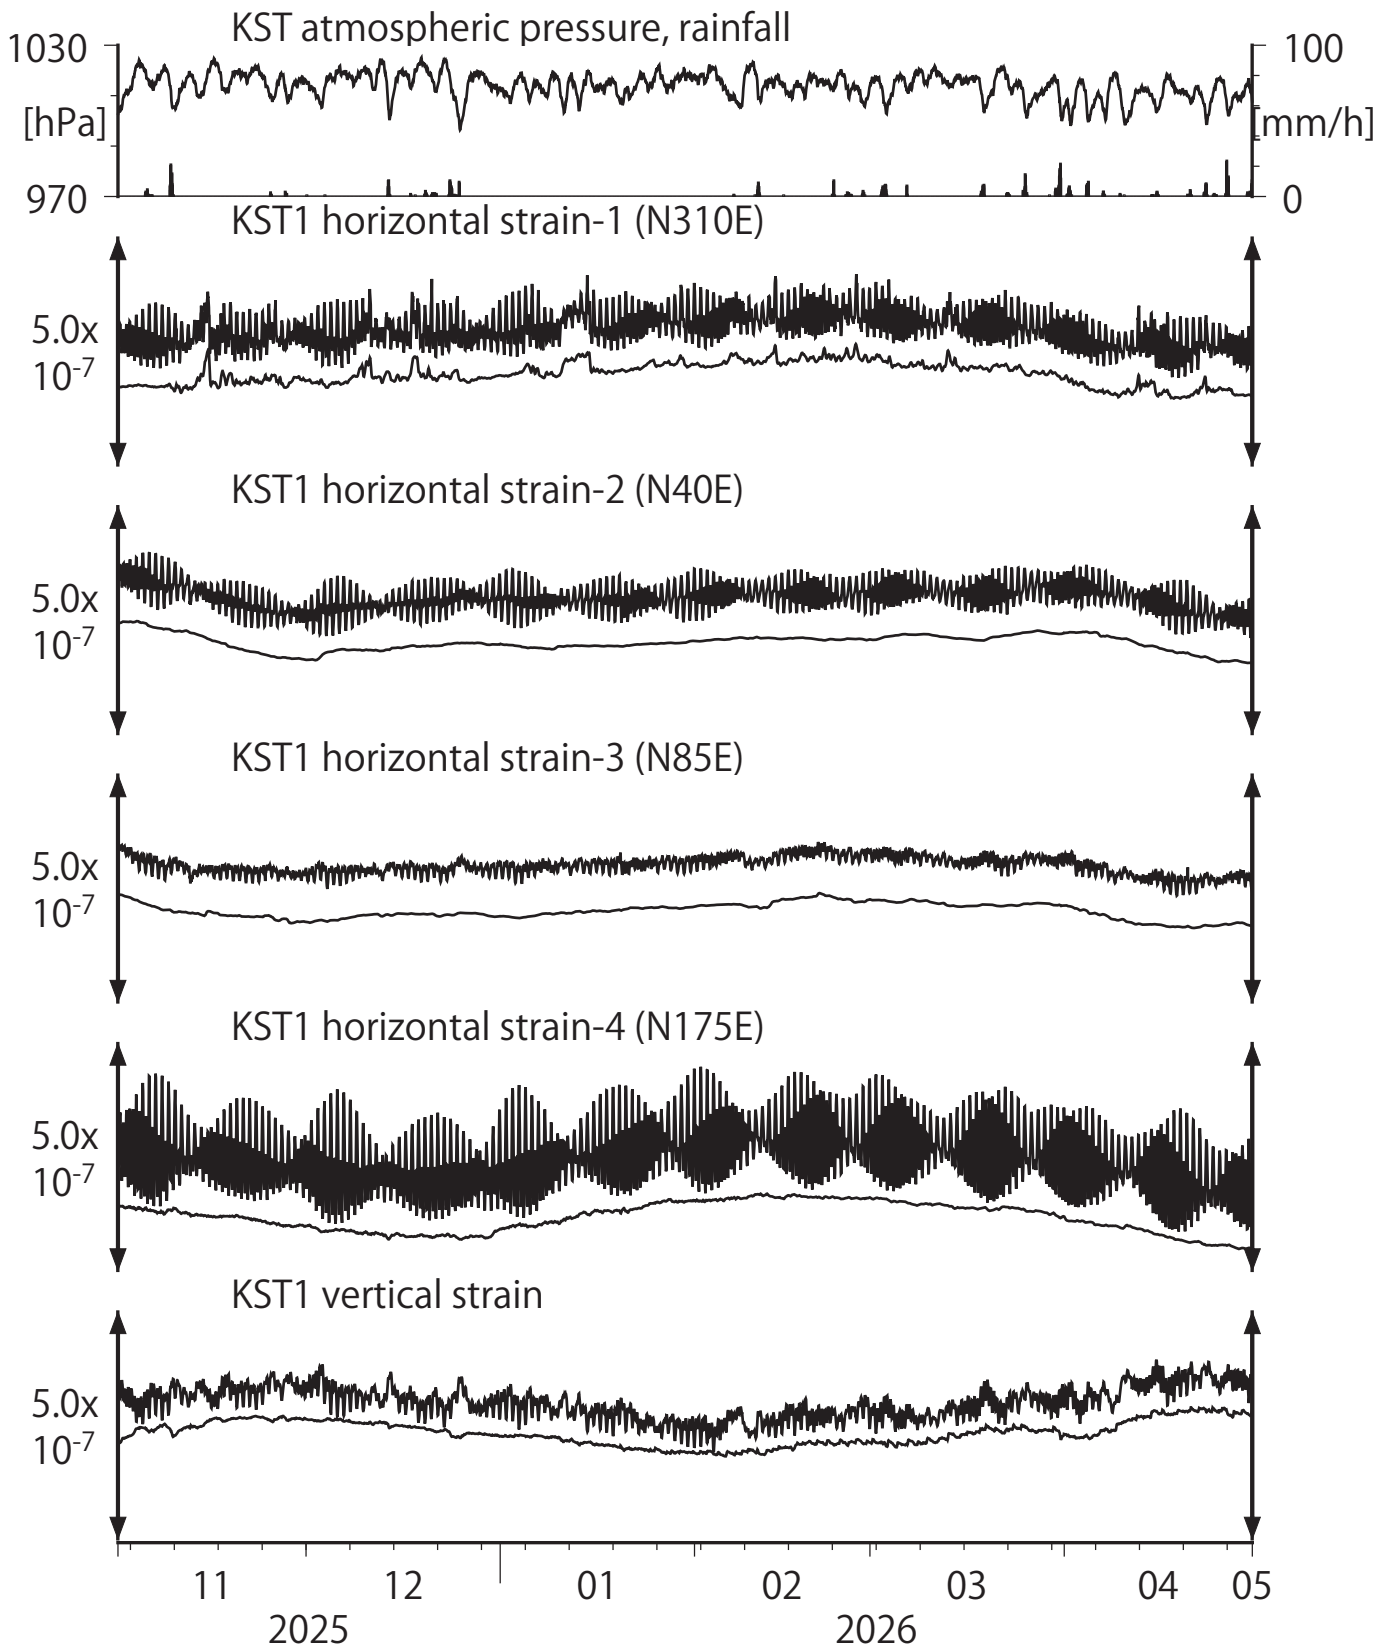 KST atmospheric pressure, rainfall
1030
100
[hPa]
[mm/h]
970
0
KST1 horizontal strain-1 (N310E)
5.0x
10-7
KST1 horizontal strain-2 (N40E)
5.0x
10-7
KST1 horizontal strain-3 (N85E)
5.0x
10-7
KST1 horizontal strain-4 (N175E)
5.0x
10-7
KST1 vertical strain
5.0x
10-7
11 12 01 02 03 04 05
2025 2026